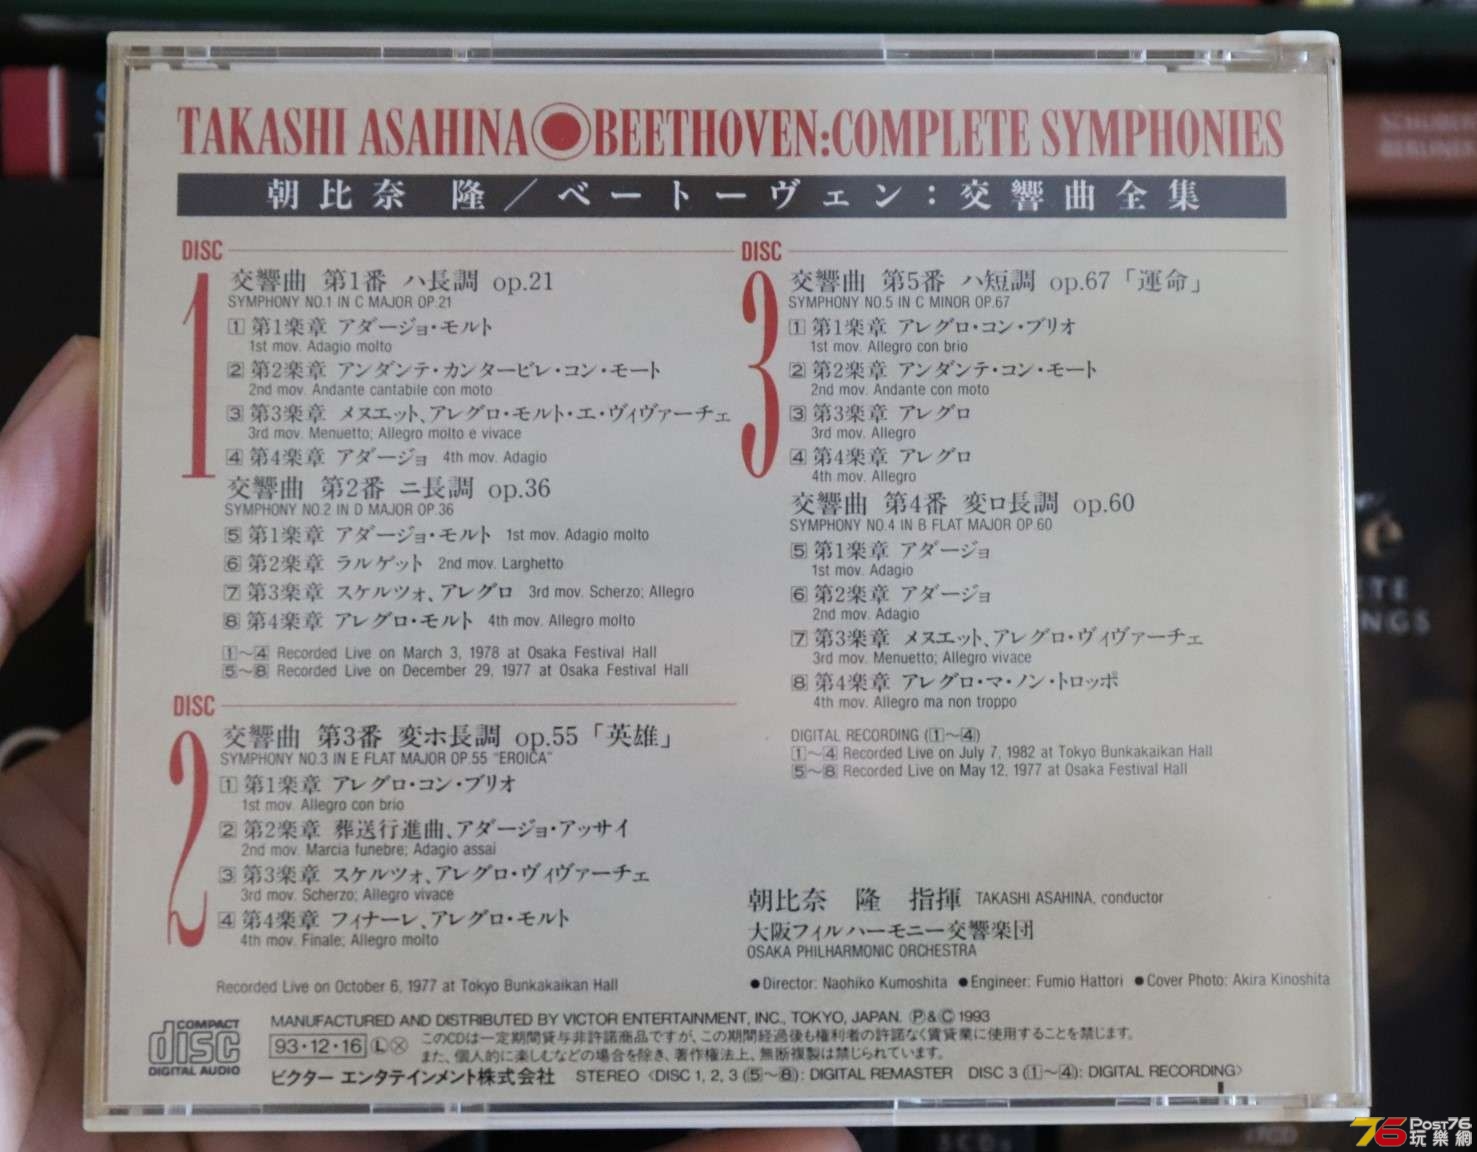 TAKASHI ASAHINA◉BEETHOVEN:COMPLETE SYMPHONIES
朝比奈 隆／ベートーヴェン：交響曲全集
DISC 1
交響曲 第1番 ハ長調 op.21
SYMPHONY NO.1 IN C MAJOR OP.21
1 第1楽章 アダージョ・モルト
1st mov. Adagio molto
2 第2楽章 アンダンテ・カンタービレ・コン・モート
2nd mov. Andante cantabile con moto
3 第3楽章 メヌエット、アレグロ・モルト・エ・ヴィヴァーチェ
3rd mov. Menuetto; Allegro molto e vivace
4 第4楽章 アダージョ 4th mov. Adagio
交響曲 第2番 ニ長調 op.36
SYMPHONY NO.2 IN D MAJOR OP.36
5 第1楽章 アダージョ・モルト 1st mov. Adagio molto
6 第2楽章 ラルゲット 2nd mov. Larghetto
7 第3楽章 スケルツォ、アレグロ 3rd mov. Scherzo; Allegro
8 第4楽章 アレグロ・モルト 4th mov. Allegro molto
1〜4 Recorded Live on March 3, 1978 at Osaka Festival Hall
5〜8 Recorded Live on December 29, 1977 at Osaka Festival Hall
DISC 2
交響曲 第3番 変ホ長調 op.55「英雄」
SYMPHONY NO.3 IN E FLAT MAJOR OP.55 "EROICA"
1 第1楽章 アレグロ・コン・ブリオ
1st mov. Allegro con brio
2 第2楽章 葬送行進曲、アダージョ・アッサイ
2nd mov. Marcia funebre; Adagio assai
3 第3楽章 スケルツォ、アレグロ・ヴィヴァーチェ
3rd mov. Scherzo; Allegro vivace
4 第4楽章 フィナーレ、アレグロ・モルト
4th mov. Finale; Allegro molto
Recorded Live on October 6, 1977 at Tokyo Bunkakaikan Hall
DISC 3
交響曲 第5番 ハ短調 op.67「運命」
SYMPHONY NO.5 IN C MINOR OP.67
1 第1楽章 アレグロ・コン・ブリオ
1st mov. Allegro con brio
2 第2楽章 アンダンテ・コン・モート
2nd mov. Andante con moto
3 第3楽章 アレグロ
3rd mov. Allegro
4 第4楽章 アレグロ
4th mov. Allegro
交響曲 第4番 変ロ長調 op.60
SYMPHONY NO.4 IN B FLAT MAJOR OP.60
5 第1楽章 アダージョ
1st mov. Adagio
6 第2楽章 アダージョ
2nd mov. Adagio
7 第3楽章 メヌエット、アレグロ・ヴィヴァーチェ
3rd mov. Menuetto; Allegro vivace
8 第4楽章 アレグロ・マ・ノン・トロッポ
4th mov. Allegro ma non troppo
DIGITAL RECORDING (1〜4)
1〜4 Recorded Live on July 7, 1982 at Tokyo Bunkakaikan Hall
5〜8 Recorded Live on May 12, 1977 at Osaka Festival Hall
朝比奈 隆 指揮 TAKASHI ASAHINA, conductor
大阪フィルハーモニー交響楽団
OSAKA PHILHARMONIC ORCHESTRA
●Director: Naohiko Kumoshita ●Engineer: Fumio Hattori ●Cover Photo: Akira Kinoshita
COMPACT disc DIGITAL AUDIO
MANUFACTURED AND DISTRIBUTED BY VICTOR ENTERTAINMENT, INC., TOKYO, JAPAN. Ⓟ&Ⓒ 1993
93・12・16 Ⓛ Ⓧ
このCDは一定期間貸与非許諾商品ですが、この期間経過後も権利者の許諾なく賃貸業に使用することを禁じます。
また、個人的に楽しむなどの場合を除き、著作権法上、無断複製は禁じられています。
ビクター エンタテインメント株式会社 STEREO 〈DISC 1, 2, 3 (5〜8): DIGITAL REMASTER DISC 3 (1〜4): DIGITAL RECORDING〉
76 Post76
玩樂網